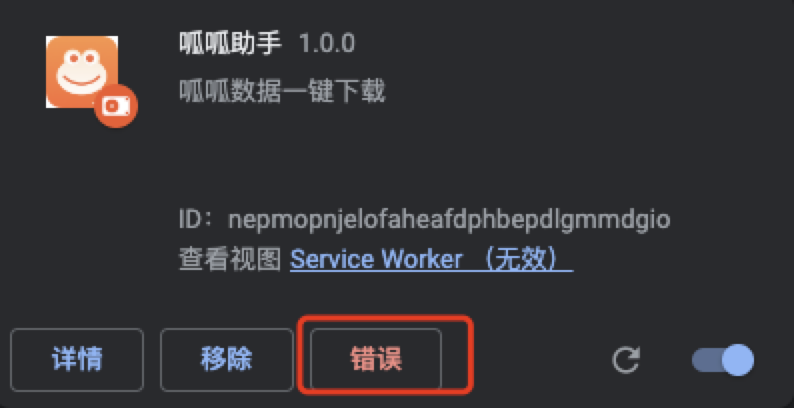 呱呱助手 1.0.0
呱呱数据一键下载
ID：nepmopnjelofaheafdphbepdlgmmdgio
查看视图 Service Worker （无效）
详情 移除 错误